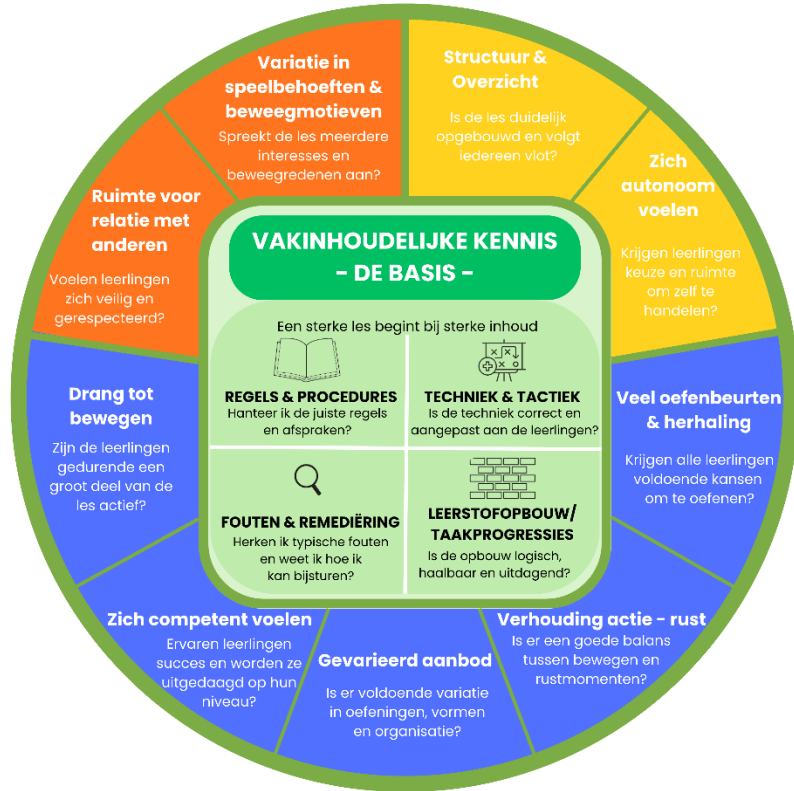 Variatie in
speelbehoeften &
beweegmotieven
Spreekt de les meerdere
interesses en
beweegredenen aan?
Structuur &
Overzicht
Is de les duidelijk
opgebouwd en volgt
iedereen vlot?
Zich
autonoom
voelen
Krijgen leerlingen
keuze en ruimte
om zelf te
handelen?
Veel oefenbeurten
& herhaling
Krijgen alle leerlingen
voldoende kansen
om te oefenen?
Verhouding actie - rust
Is er een goede balans
tussen bewegen en
rustmomenten?
Gevarieerd aanbod
Is er voldoende variatie
in oefeningen, vormen
en organisatie?
Zich competent voelen
Ervaren leerlingen
succes en worden ze
uitgedaagd op hun
niveau?
Drang tot
bewegen
Zijn de leerlingen
gedurende een
groot deel van de
les actief?
Ruimte voor
relatie met
anderen
Voelen leerlingen
zich veilig en
gerespecteerd?
VAKINHOUDELIJKE KENNIS
- DE BASIS -
Een sterke les begint bij sterke inhoud
REGELS & PROCEDURES
Hanteer ik de juiste regels
en afspraken?
TECHNIEK & TACTIEK
Is de techniek correct en
aangepast aan de leerlingen?
FOUTEN & REMEDIËRING
Herken ik typische fouten
en weet ik hoe ik
kan bijsturen?
LEERSTOFOPBOUW/
TAAKPROGRESSIES
Is de opbouw logisch,
haalbaar en uitdagend?